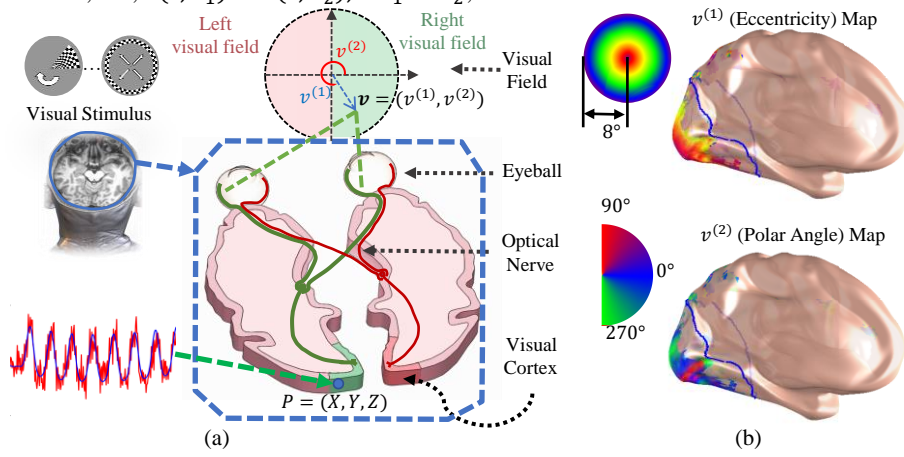 Left
visual field
Right
visual field
v⁽²⁾
v⁽¹⁾
𝒗 = (v⁽¹⁾, v⁽²⁾)
Visual
Field
Visual Stimulus
Eyeball
Optical
Nerve
Visual
Cortex
P = (X, Y, Z)
(a)
v⁽¹⁾ (Eccentricity) Map
8°
v⁽²⁾ (Polar Angle) Map
90°
0°
270°
(b)